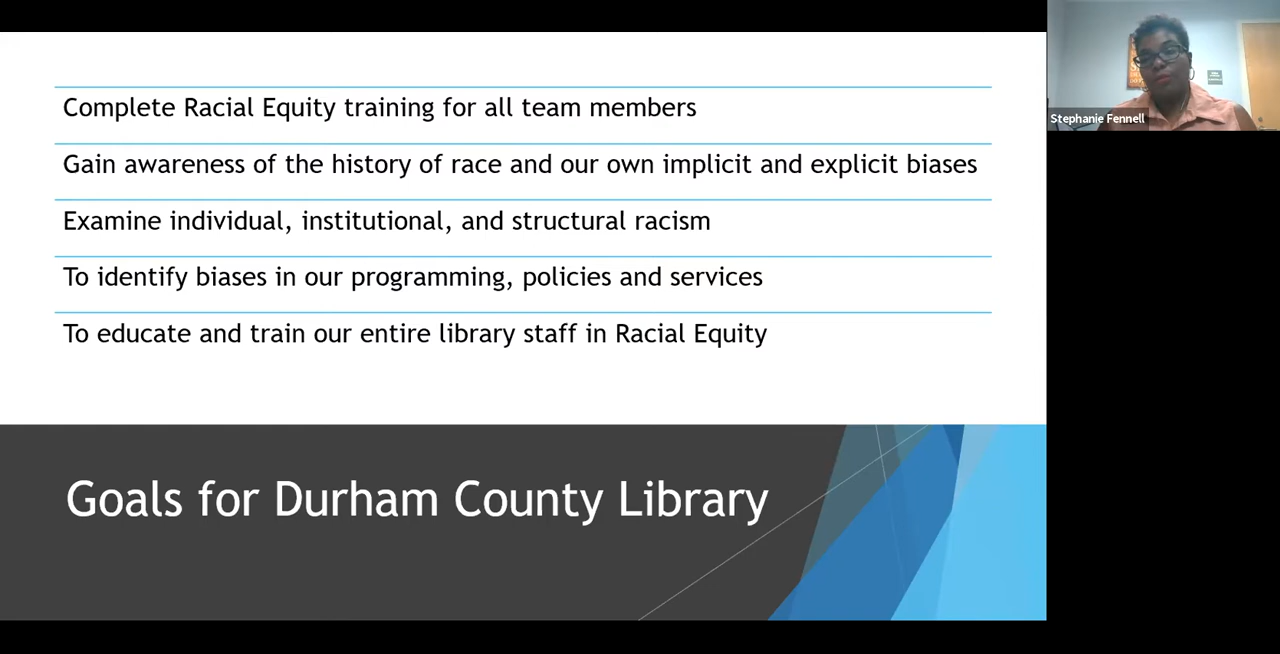 Complete Racial Equity training for all team members
Gain awareness of the history of race and our own implicit and explicit biases
Examine individual, institutional, and structural racism
To identify biases in our programming, policies and services
To educate and train our entire library staff in Racial Equity
Goals for Durham County Library
Stephanie Fennell